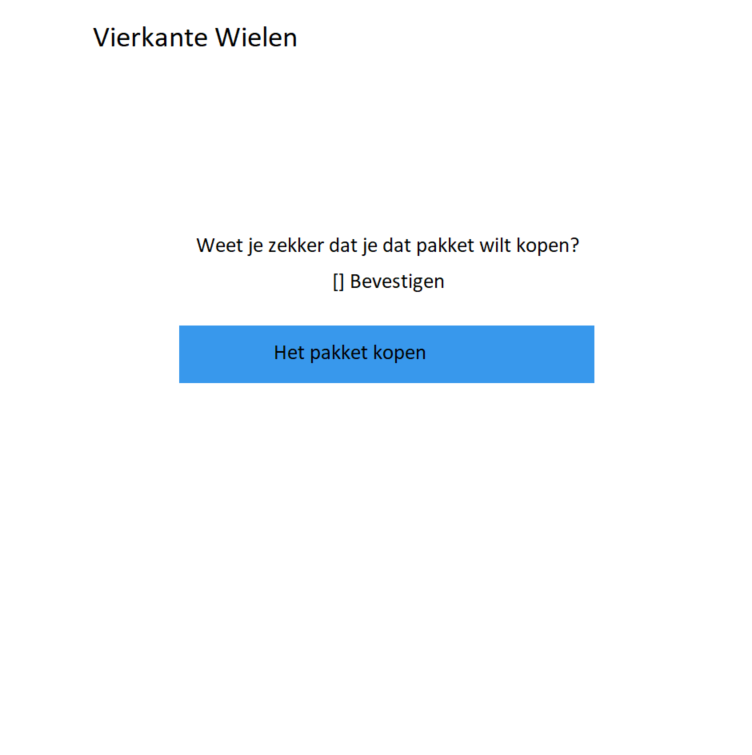 Vierkante Wielen
Weet je zekker dat je dat pakket wilt kopen?
[] Bevestigen
Het pakket kopen